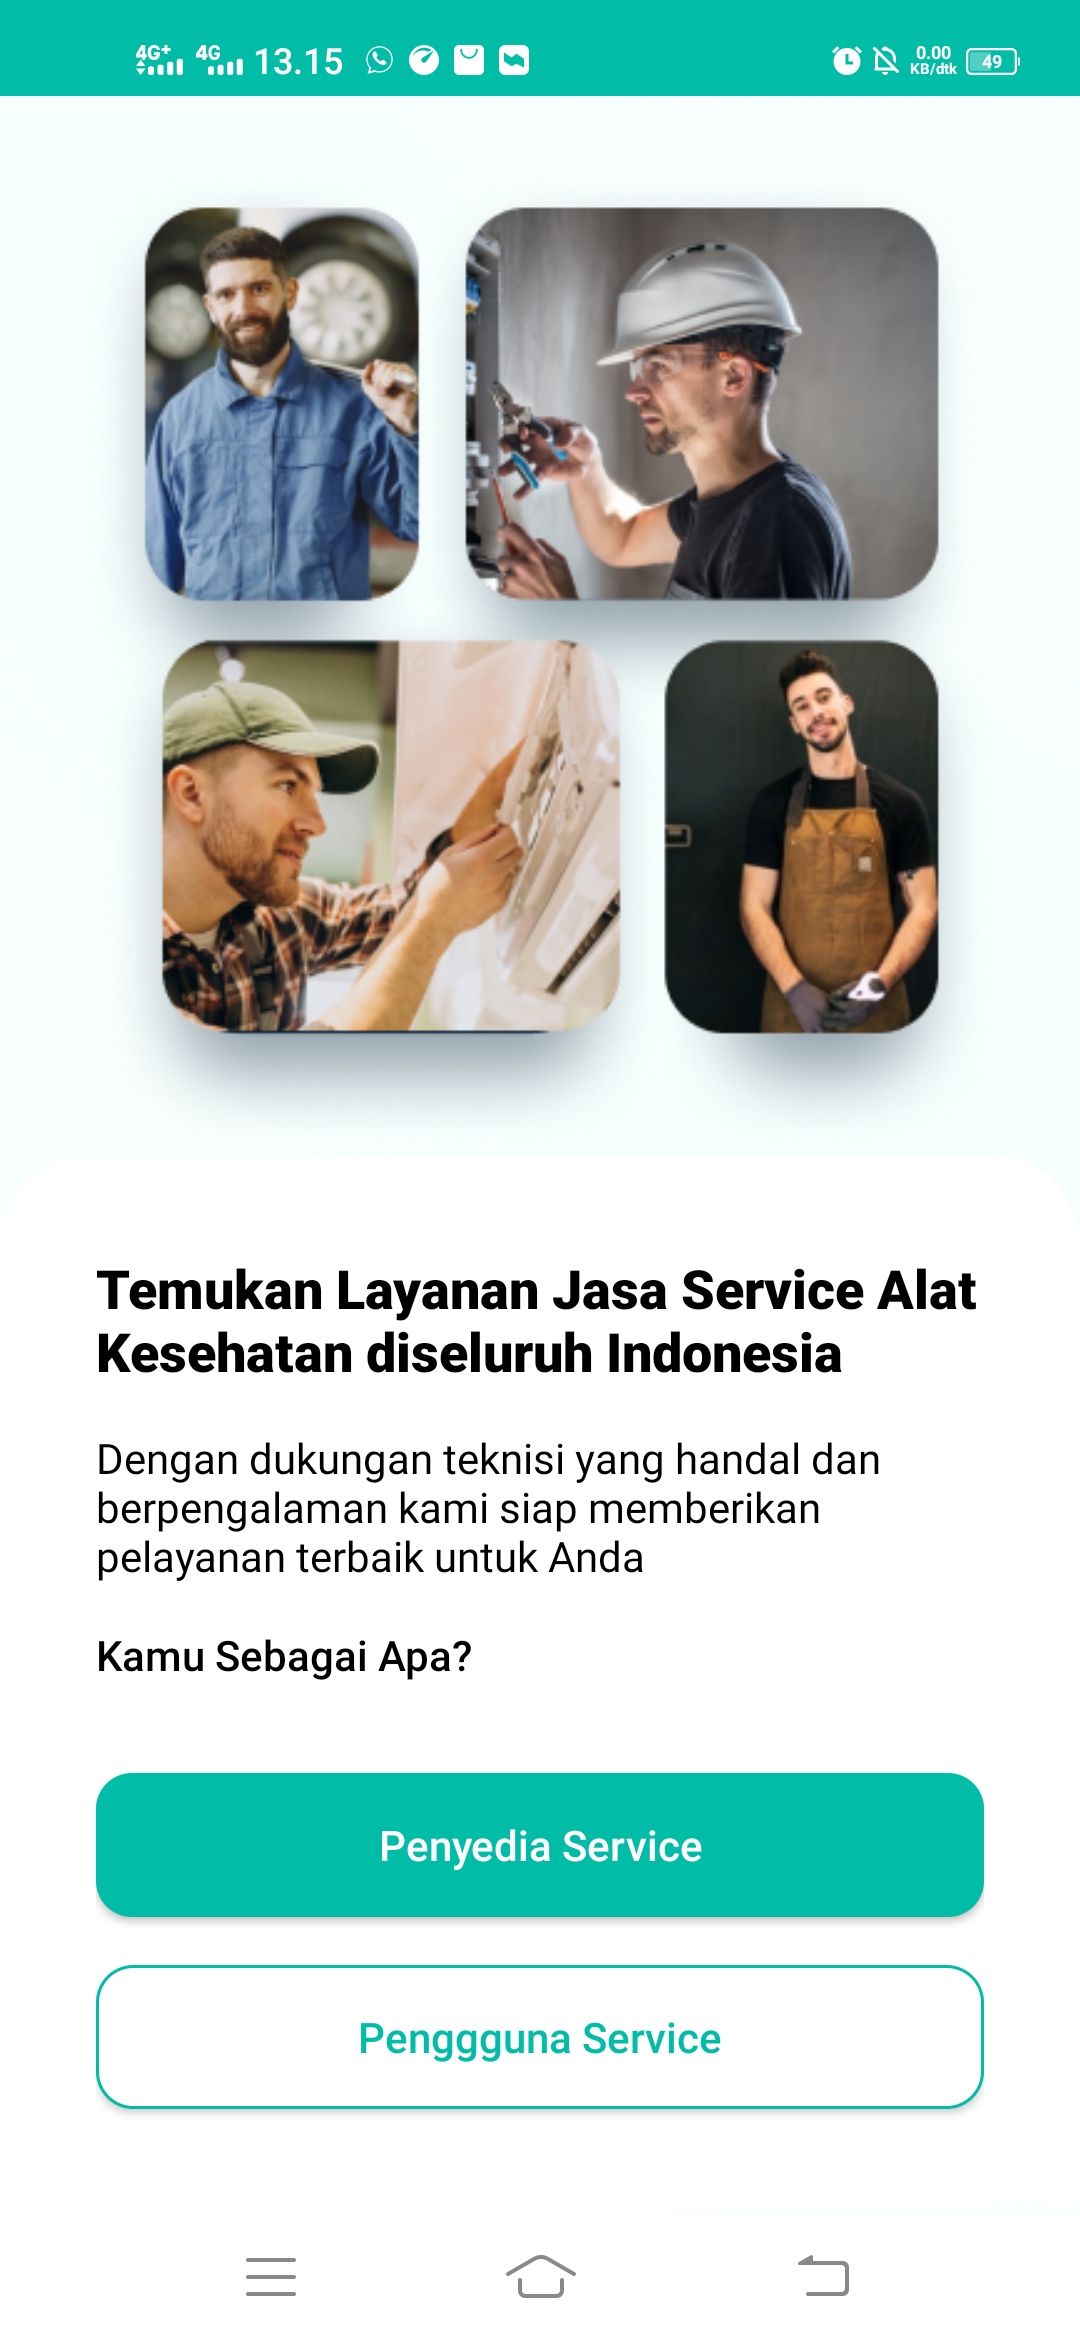 4G+ 4G 13.15 0.00 KB/dtk 49
Temukan Layanan Jasa Service Alat
Kesehatan diseluruh Indonesia
Dengan dukungan teknisi yang handal dan
berpengalaman kami siap memberikan
pelayanan terbaik untuk Anda
Kamu Sebagai Apa?
Penyedia Service
Penggguna Service